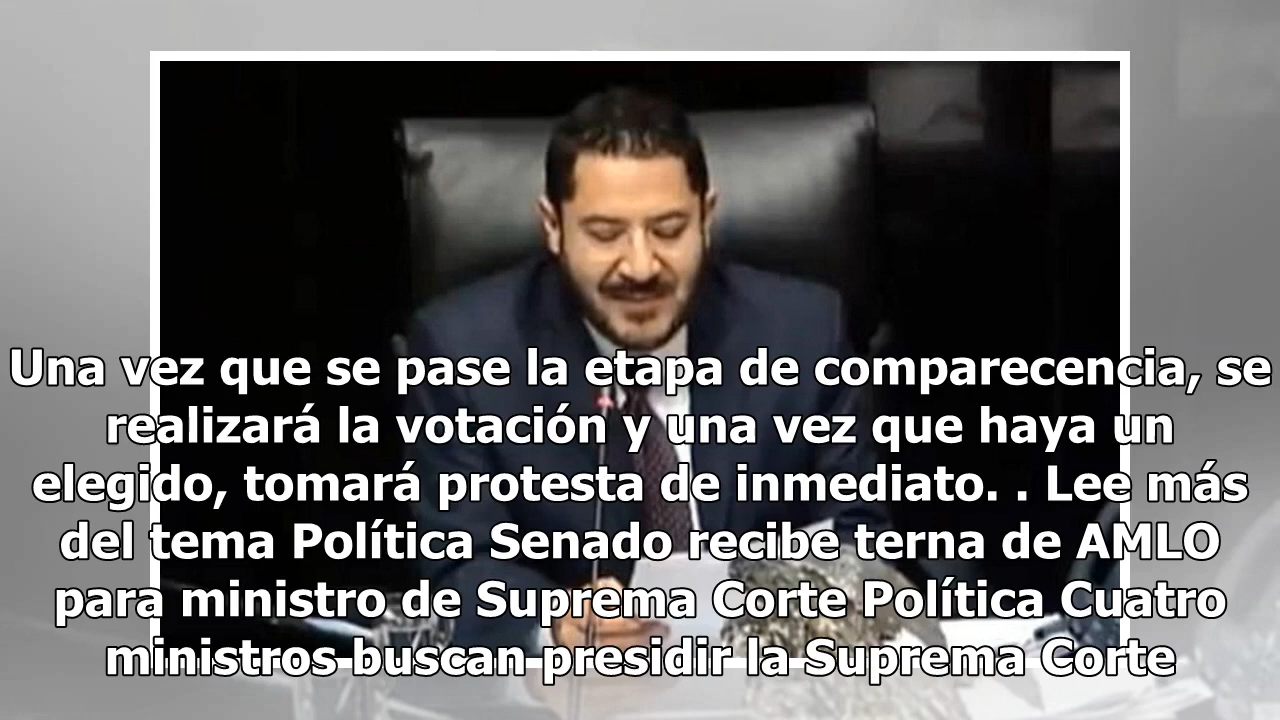 Una vez que se pase la etapa de comparecencia, se
realizará la votación y una vez que haya un
elegido, tomará protesta de inmediato. . Lee más
del tema Política Senado recibe terna de AMLO
para ministro de Suprema Corte Política Cuatro
ministros buscan presidir la Suprema Corte